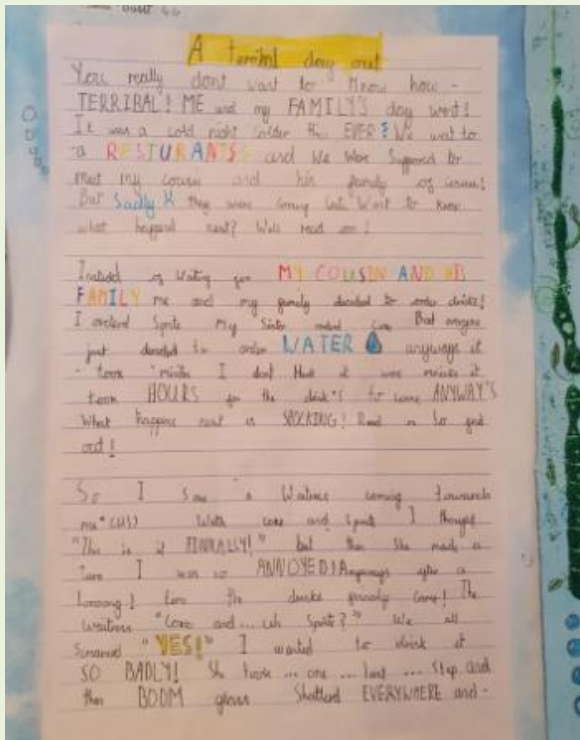 A terribl day out
You really dont want to know how -
TERRIBAL! ME and my FAMILY'S day went!
It was a cold night colder tha EVER! We went to
a RESTURANTS and We Were Supposed to
meet my cousin and his family of course!
But Sadly they were coming late Want to know
what happend next? Well read on!
Instded of Waiting for MY COUSIN AND HIS
FAMILY me and my family decided to order drinks!
I orderd Sprite My Sister orderd Coke But
just decided to order WATER anyways it
took minits I dont think it was minits it
took HOURS for the drink's to come ANYWAY'S
What happens next is SHOCKING! Read on to find
out!
So I Saw a Waitress coming towards
me (us) With coke and Sprite I thought
"This is it FINNALLY!" but then She made a
turn I was so ANNOYED! Anyways after a
looooong! time The drinks finnaly came! The
waitress "Coke and... uh Sprite?" We all
Screamed "YES!" I wanted to drink it
SO BADLY! She took ... one ... last ... Step and
then BOOM glass Shatterd EVERYWHERE and -